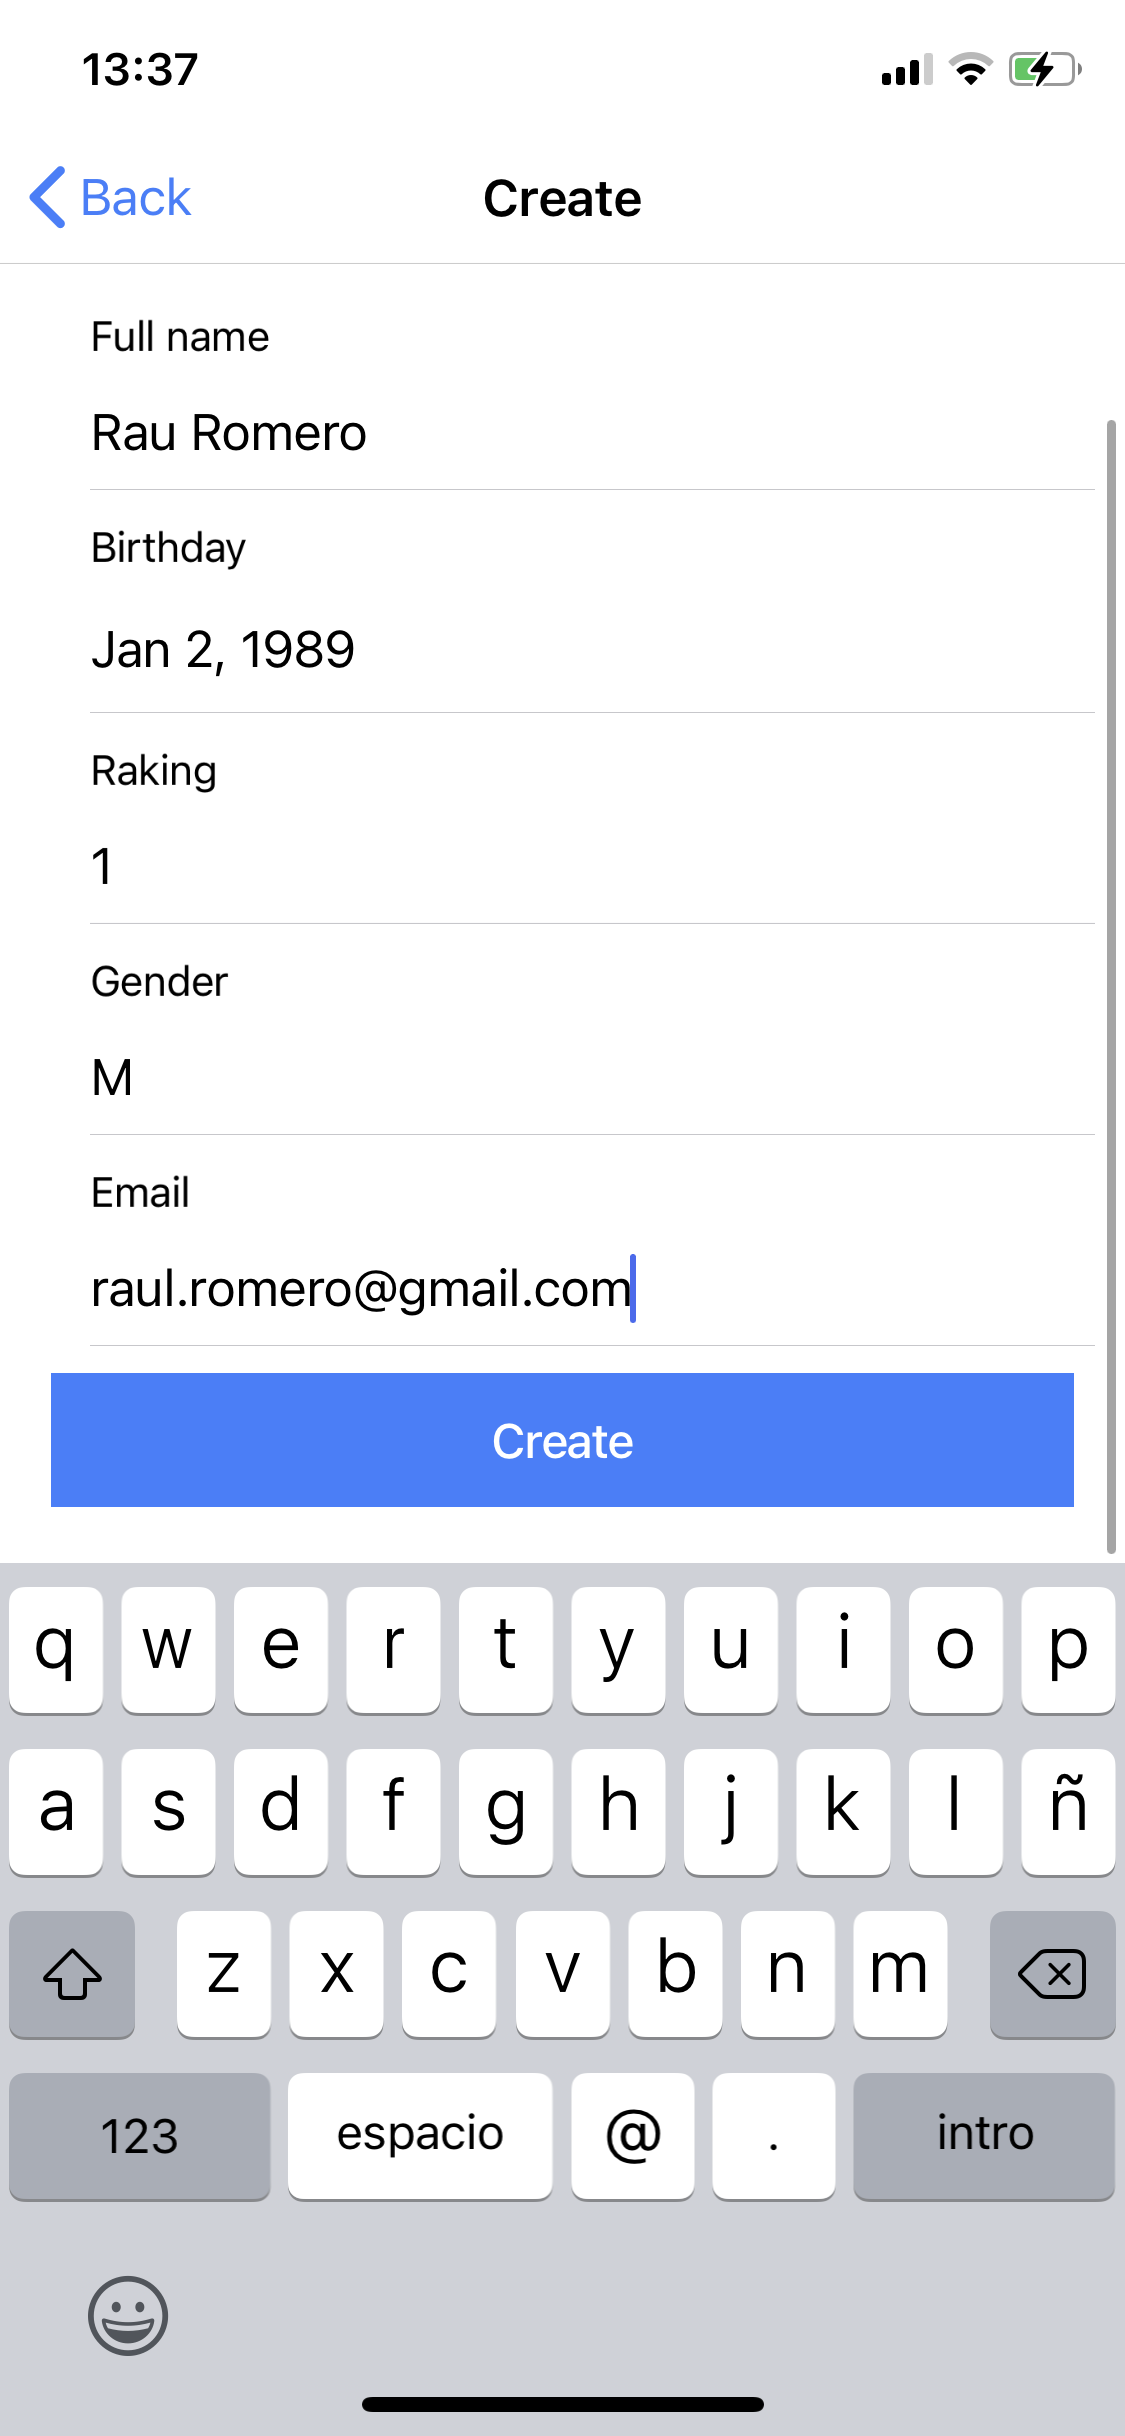 13:37
Back
Create
Full name
Rau Romero
Birthday
Jan 2, 1989
Raking
1
Gender
M
Email
raul.romero@gmail.com
Create
q w e r t y u i o p
a s d f g h j k l ñ
z x c v b n m
123 espacio @ . intro